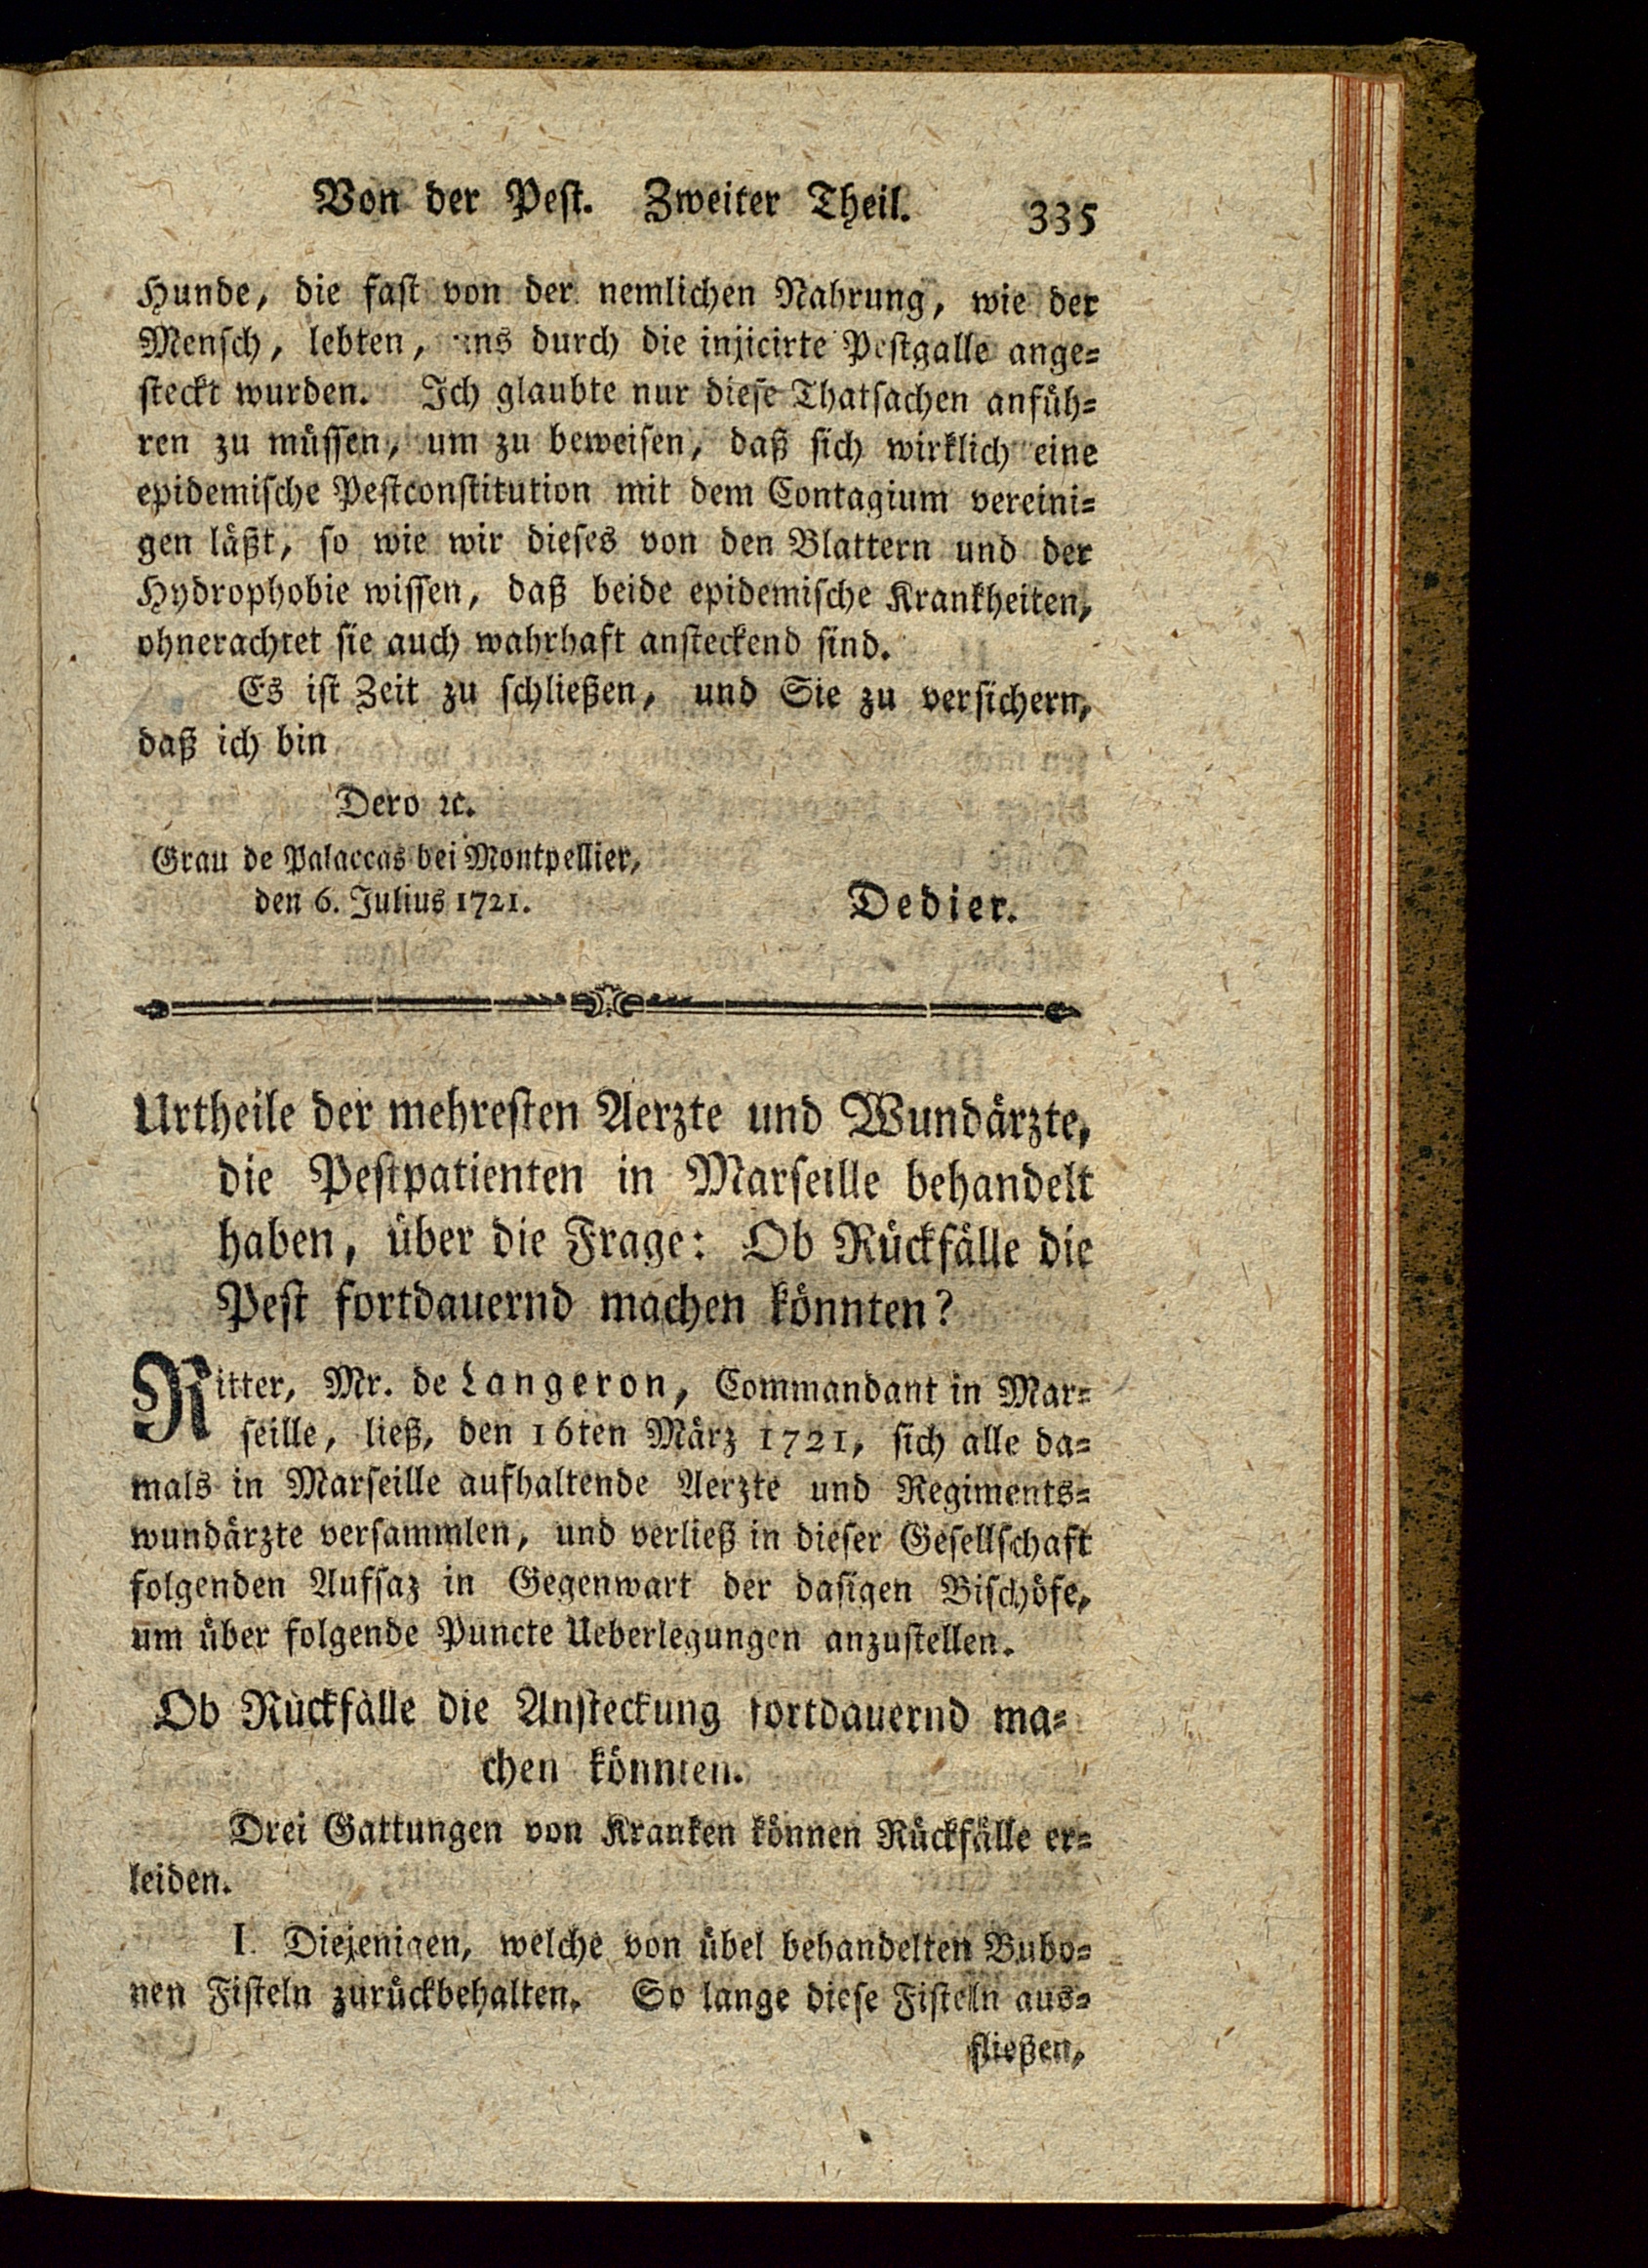 Von der Pest. Zweiter Theil. 335
Hunde, die fast von der nemlichen Nahrung, wie der
Mensch, lebten, durch die injicirte Pestgalle ange=
steckt wurden. Ich glaubte nur diese Thatsachen anfüh=
ren zu müssen, um zu beweisen, daß sich wirklich eine
epidemische Pestconstitution mit dem Contagium vereini=
gen läßt, so wie wir dieses von den Blattern und der
Hydrophobie wissen, daß beide epidemische Krankheiten,
ohnerachtet sie auch wahrhaft ansteckend sind.
Es ist Zeit zu schließen, und Sie zu versichern,
daß ich bin
Dero ꝛc.
Grau de Palaccas bei Montpellier,
den 6. Julius 1721.
Dedier.
Urtheile der mehresten Aerzte und Wundärzte,
die Pestpatienten in Marseille behandelt
haben, über die Frage: Ob Rückfälle die
Pest fortdauernd machen könnten?
Ritter, Mr. de Langeron, Commandant in Mar=
seille, ließ, den 16ten März 1721, sich alle da=
mals in Marseille aufhaltende Aerzte und Regiments=
wundärzte versammlen, und verließ in dieser Gesellschaft
folgenden Aufsaz in Gegenwart der dasigen Bischöfe,
um über folgende Puncte Ueberlegungen anzustellen.
Ob Rückfälle die Ansteckung fortdauernd ma=
chen könnten.
Drei Gattungen von Kranken können Rückfälle er=
leiden.
I. Diejenigen, welche von übel behandelten Bubo=
nen Fisteln zurückbehalten. So lange diese Fisteln aus=
fließen,